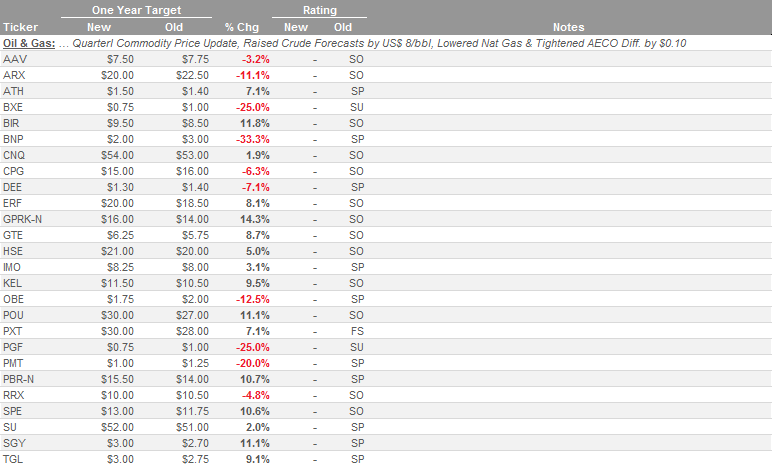 One Year Target Rating
Ticker New Old % Chg New Old Notes
Oil & Gas: ... Quarterl Commodity Price Update, Raised Crude Forecasts by US$ 8/bbl, Lowered Nat Gas & Tightened AECO Diff. by $0.10
AAV $7.50 $7.75 -3.2% - SO
ARX $20.00 $22.50 -11.1% - SO
ATH $1.50 $1.40 7.1% - SP
BXE $0.75 $1.00 -25.0% - SU
BIR $9.50 $8.50 11.8% - SO
BNP $2.00 $3.00 -33.3% - SP
CNQ $54.00 $53.00 1.9% - SO
CPG $15.00 $16.00 -6.3% - SO
DEE $1.30 $1.40 -7.1% - SP
ERF $20.00 $18.50 8.1% - SO
GPRK-N $16.00 $14.00 14.3% - SO
GTE $6.25 $5.75 8.7% - SO
HSE $21.00 $20.00 5.0% - SO
IMO $8.25 $8.00 3.1% - SP
KEL $11.50 $10.50 9.5% - SO
OBE $1.75 $2.00 -12.5% - SP
POU $30.00 $27.00 11.1% - SO
PXT $30.00 $28.00 7.1% - FS
PGF $0.75 $1.00 -25.0% - SU
PMT $1.00 $1.25 -20.0% - SP
PBR-N $15.50 $14.00 10.7% - SP
RRX $10.00 $10.50 -4.8% - SO
SPE $13.00 $11.75 10.6% - SO
SU $52.00 $51.00 2.0% - SP
SGY $3.00 $2.70 11.1% - SP
TGL $3.00 $2.75 9.1% - SP